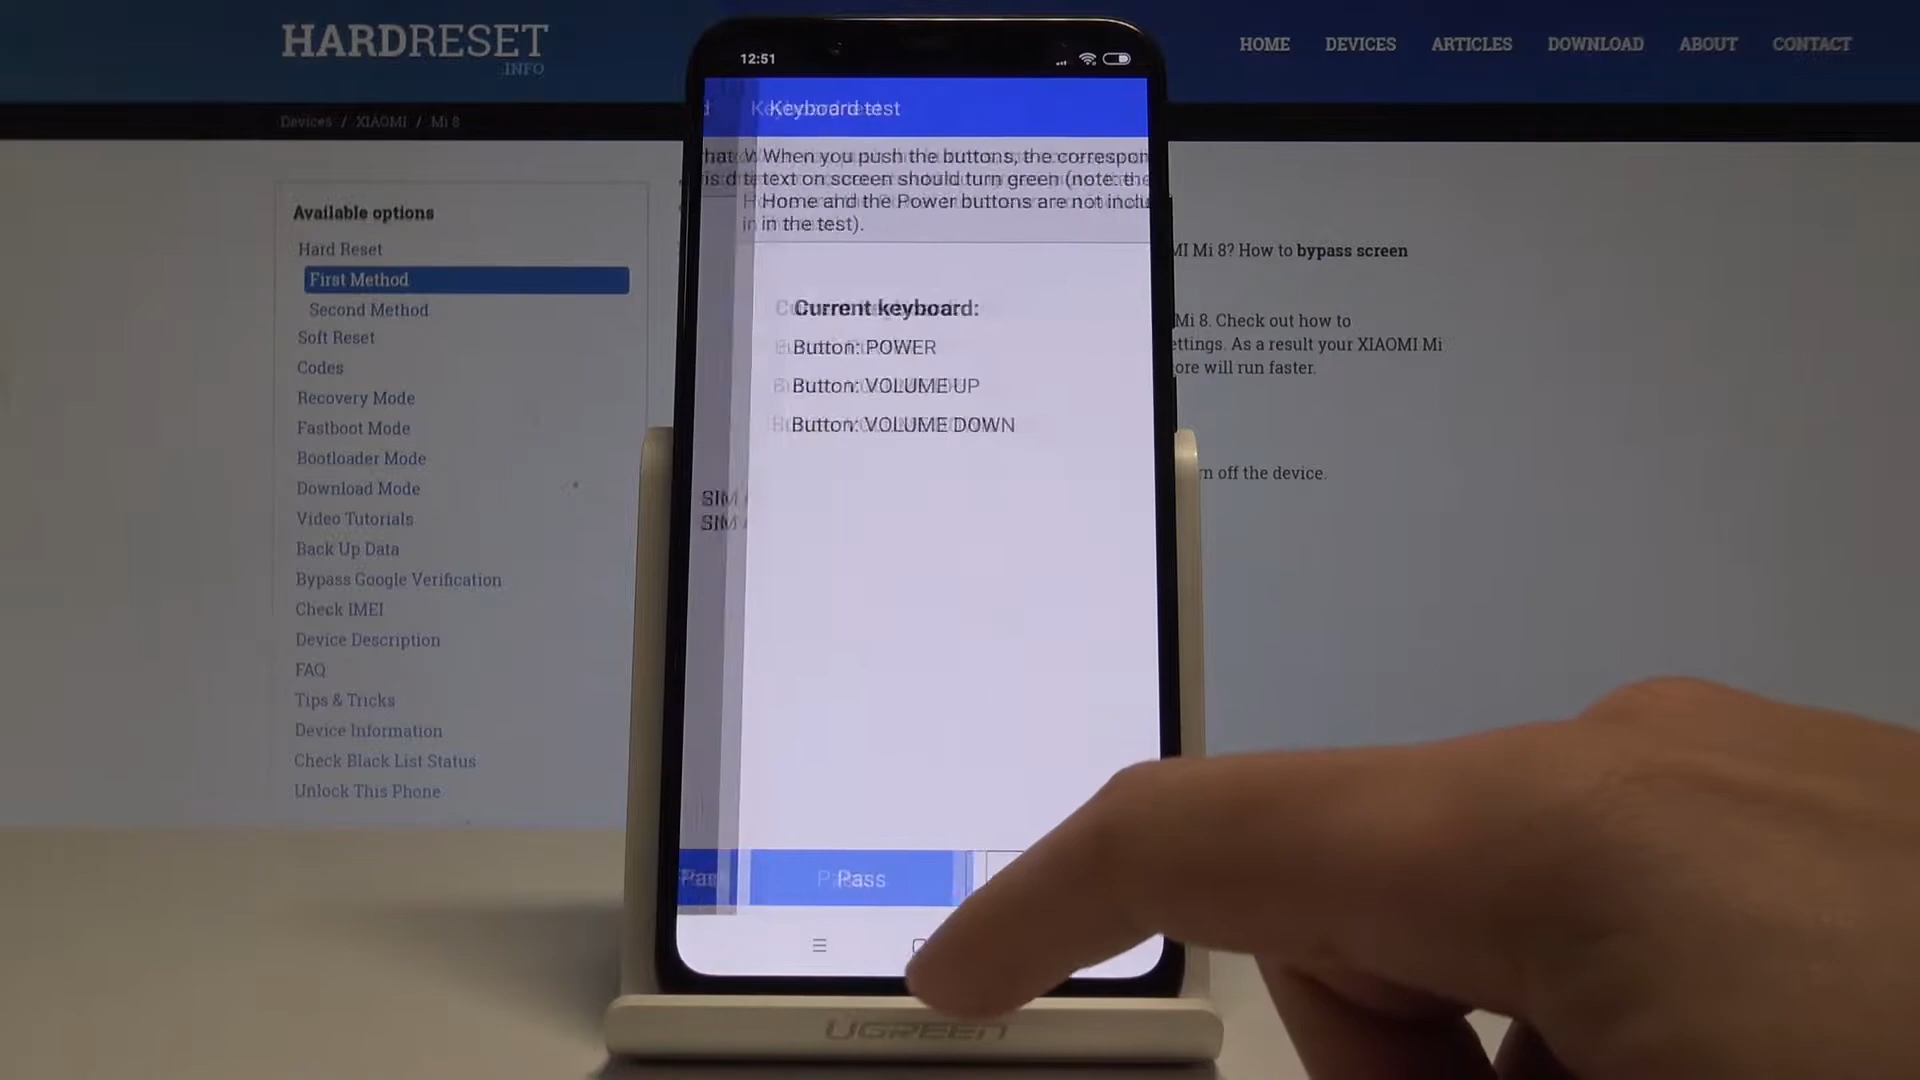 HARDRESET
.INFO
HOME DEVICES ARTICLES DOWNLOAD ABOUT CONTACT
Devices / XIAOMI / Mi 8
Available options
Hard Reset
First Method
Second Method
Soft Reset
Codes
Recovery Mode
Fastboot Mode
Bootloader Mode
Download Mode
Video Tutorials
Back Up Data
Bypass Google Verification
Check IMEI
Device Description
FAQ
Tips & Tricks
Device Information
Check Black List Status
Unlock This Phone
12:51
Keyboard test
When you push the buttons, the correspon
text on screen should turn green (note: the
Home and the Power buttons are not inclu
in the test).
Current keyboard:
Button: POWER
Button: VOLUME UP
Button: VOLUME DOWN
SIM
SIM
Pass
Mi 8? How to bypass screen
Mi 8. Check out how to
ettings. As a result your XIAOMI Mi
ore will run faster.
n off the device.
UGREEN